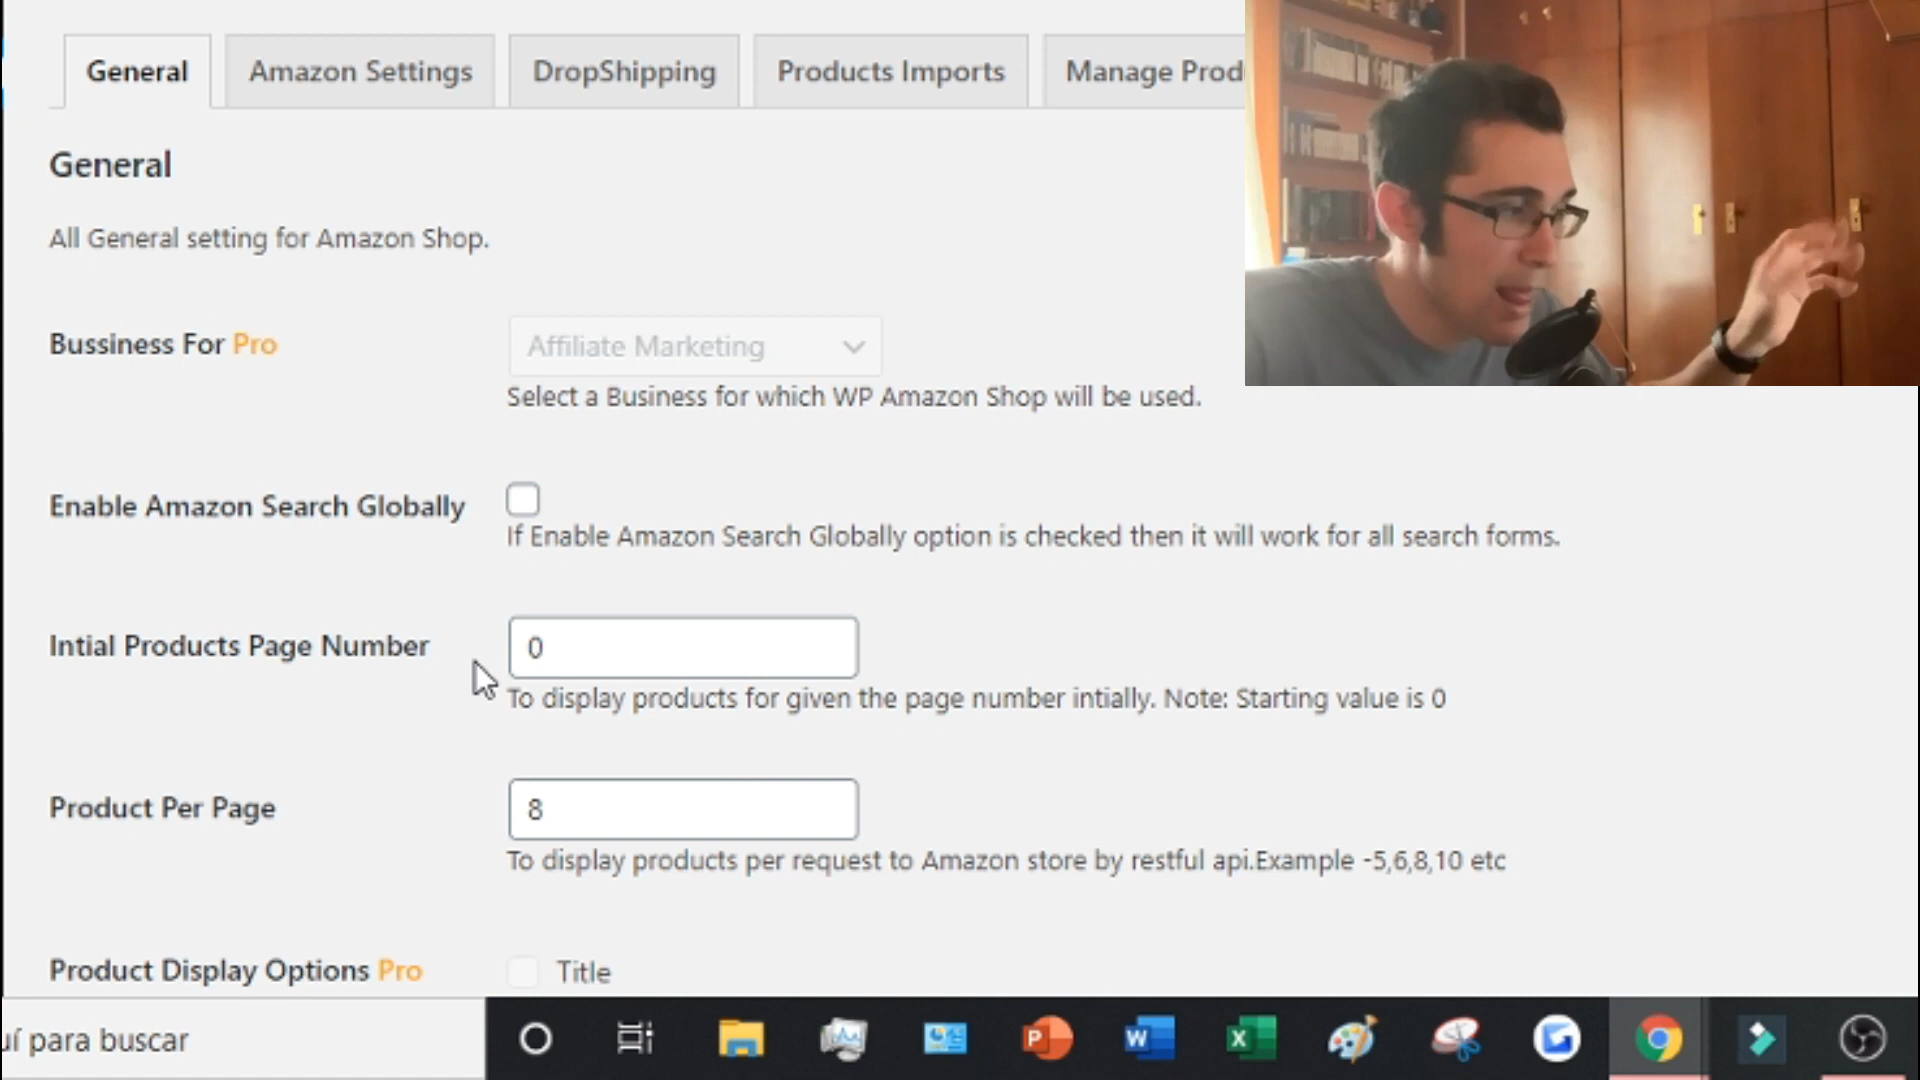 General
Amazon Settings
DropShipping
Products Imports
Manage Prod
General
All General setting for Amazon Shop.
Bussiness For Pro
Affiliate Marketing
Select a Business for which WP Amazon Shop will be used.
Enable Amazon Search Globally
If Enable Amazon Search Globally option is checked then it will work for all search forms.
Intial Products Page Number
0
To display products for given the page number intially. Note: Starting value is 0
Product Per Page
8
To display products per request to Amazon store by restful api.Example -5,6,8,10 etc
Product Display Options Pro
Title
uí para buscar
P
W
X